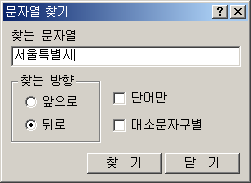 문자열 찾기
찾는 문자열
서울특별시
찾는 방향
앞으로
뒤로
단어만
대소문자구별
찾 기
닫 기